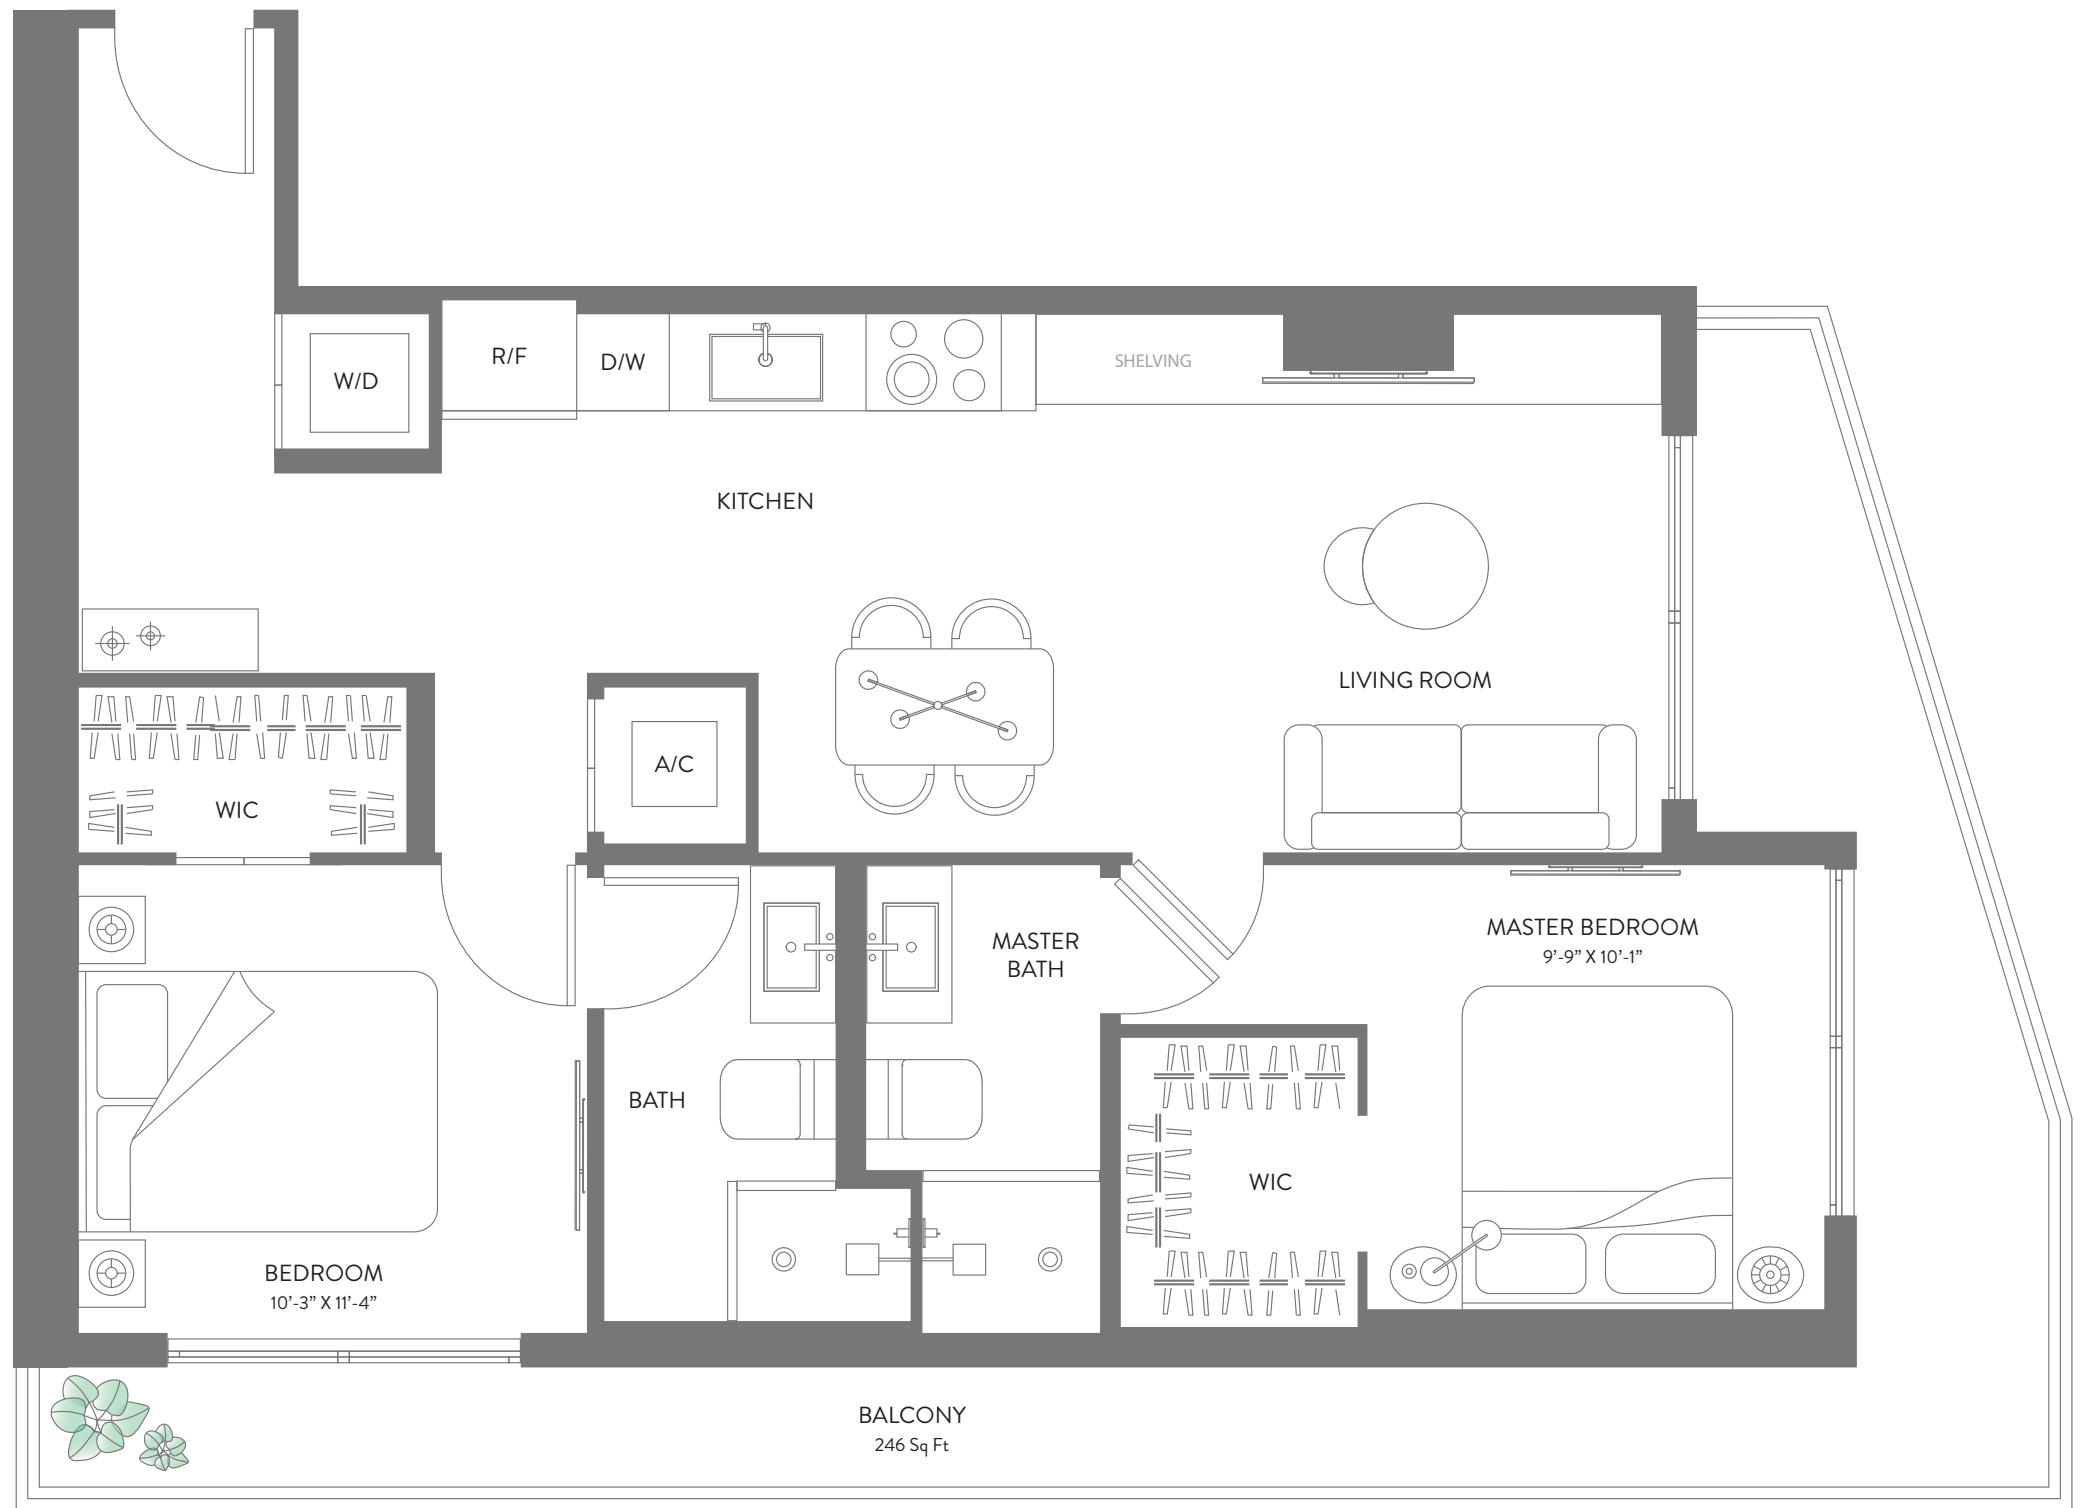 W/D
R/F
D/W
SHELVING
KITCHEN
LIVING ROOM
A/C
WIC
MASTER
BATH
MASTER BEDROOM
9’-9” X 10’-1”
BATH
WIC
BEDROOM
10’-3” X 11’-4”
BALCONY
246 Sq Ft